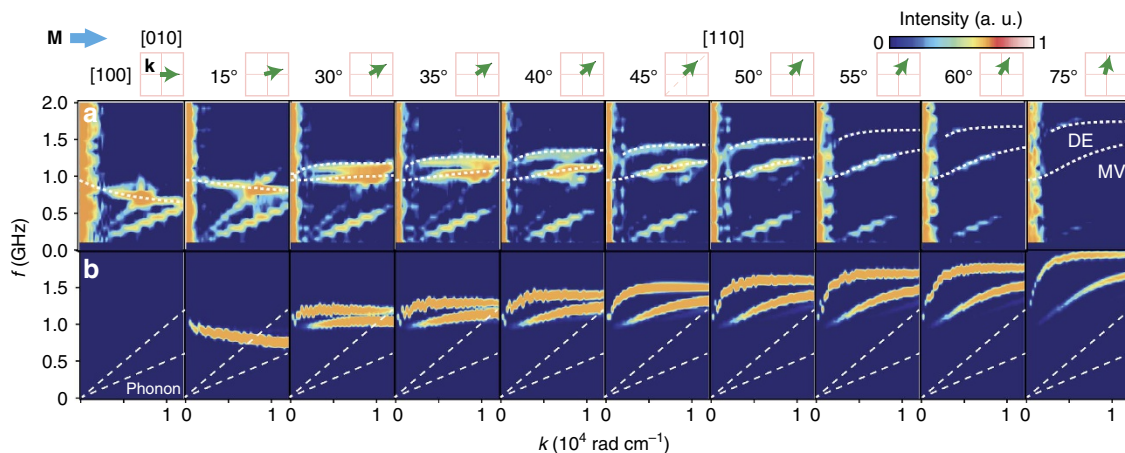 M [010] [110] Intensity (a. u.)
0 1
[100] k 15° 30° 35° 40° 45° 50° 55° 60° 75°
2.0 a
1.5 DE
1.0 MV
0.5
0.0 b
1.5
1.0
0.5
0 Phonon
1 0 1 0 1 0 1 0 1 0 1 0 1 0 1 0 1 0 1
f (GHz)
k (10⁴ rad cm⁻¹)